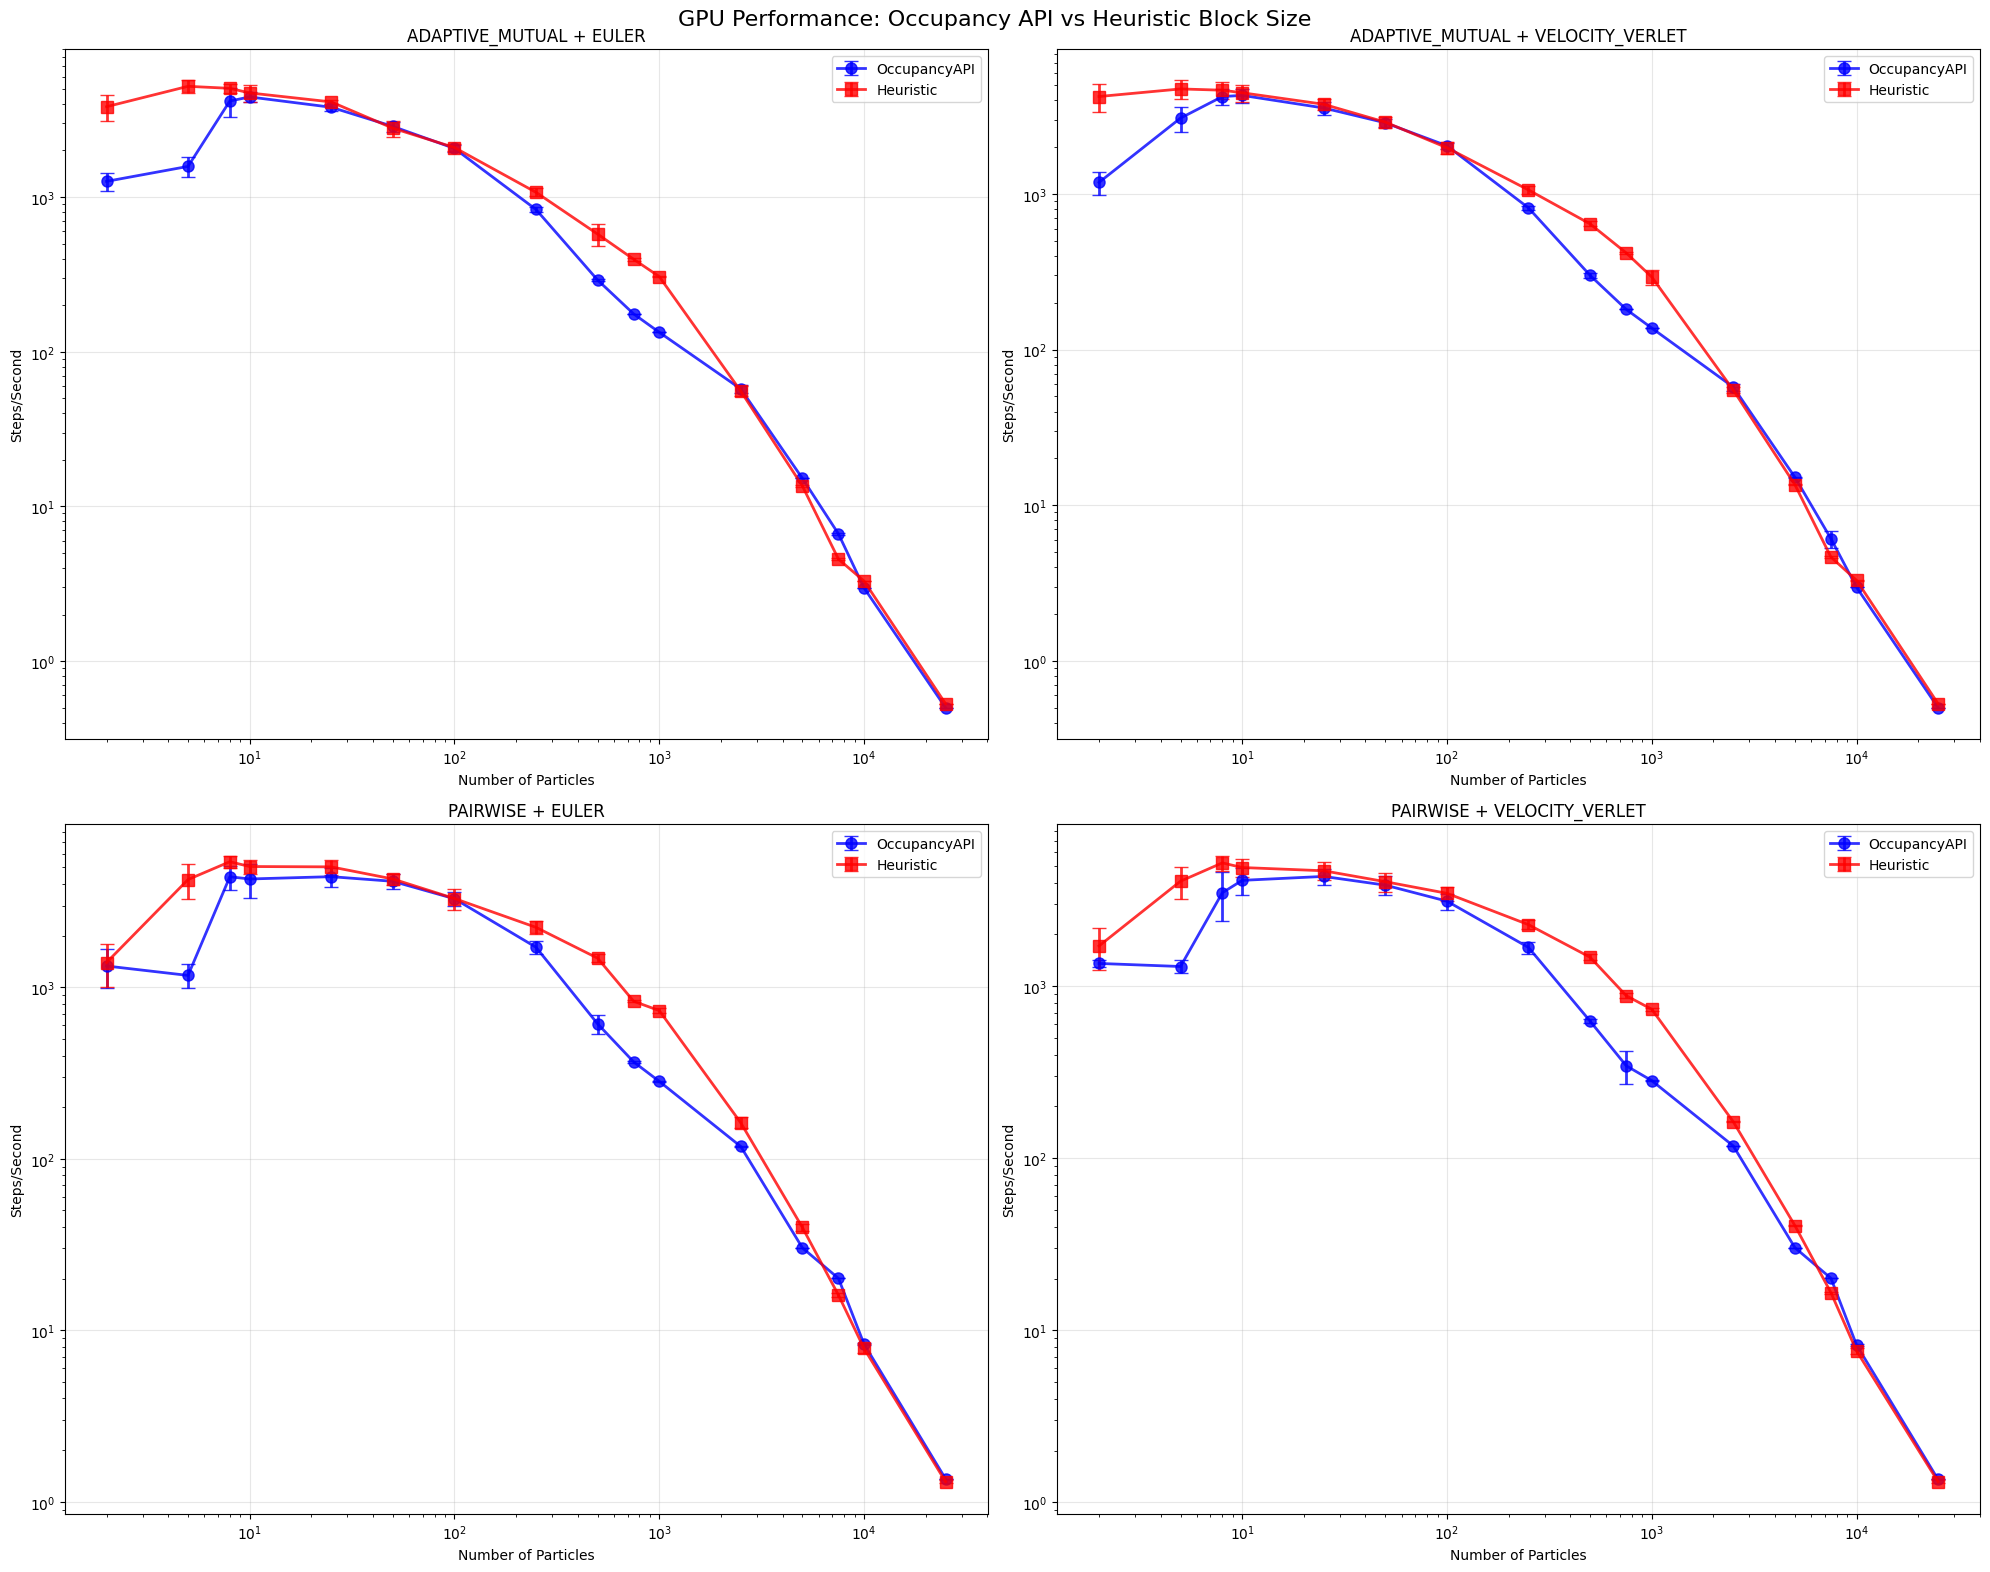 GPU Performance: Occupancy API vs Heuristic Block Size
ADAPTIVE_MUTUAL + EULER
OccupancyAPI
Heuristic
Steps/Second
10³
10²
10¹
10⁰
10¹ 10² 10³ 10⁴
Number of Particles
ADAPTIVE_MUTUAL + VELOCITY_VERLET
OccupancyAPI
Heuristic
Steps/Second
10³
10²
10¹
10⁰
10¹ 10² 10³ 10⁴
Number of Particles
PAIRWISE + EULER
OccupancyAPI
Heuristic
Steps/Second
10³
10²
10¹
10⁰
10¹ 10² 10³ 10⁴
Number of Particles
PAIRWISE + VELOCITY_VERLET
OccupancyAPI
Heuristic
Steps/Second
10³
10²
10¹
10⁰
10¹ 10² 10³ 10⁴
Number of Particles